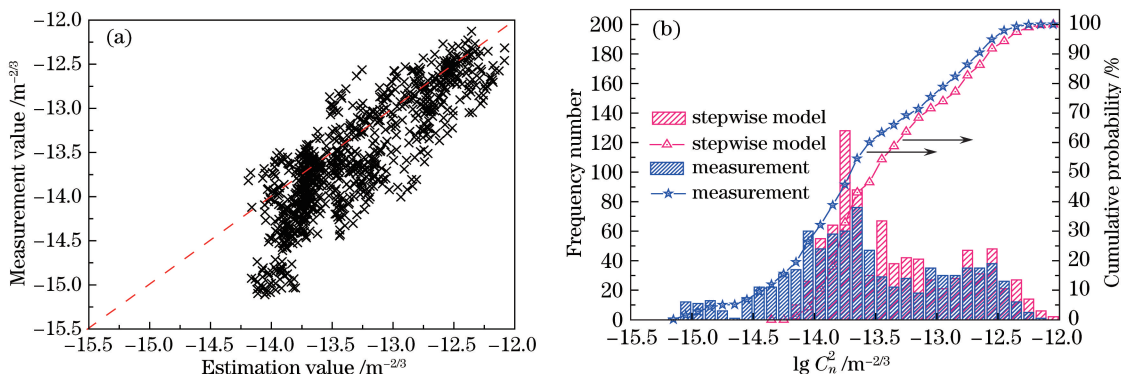 (a)
Measurement value /m⁻²/³
-12.0
-12.5
-13.0
-13.5
-14.0
-14.5
-15.0
-15.5
-15.5 -15.0 -14.5 -14.0 -13.5 -13.0 -12.5 -12.0
Estimation value /m⁻²/³
(b)
Frequency number
200
180
160
140
120
100
80
60
40
20
0
stepwise model
stepwise model
measurement
measurement
100
90
80
70
60
50
40
30
20
10
0
Cumulative probability /%
-15.5 -15.0 -14.5 -14.0 -13.5 -13.0 -12.5 -12.0
lg C²ₙ /m⁻²/³